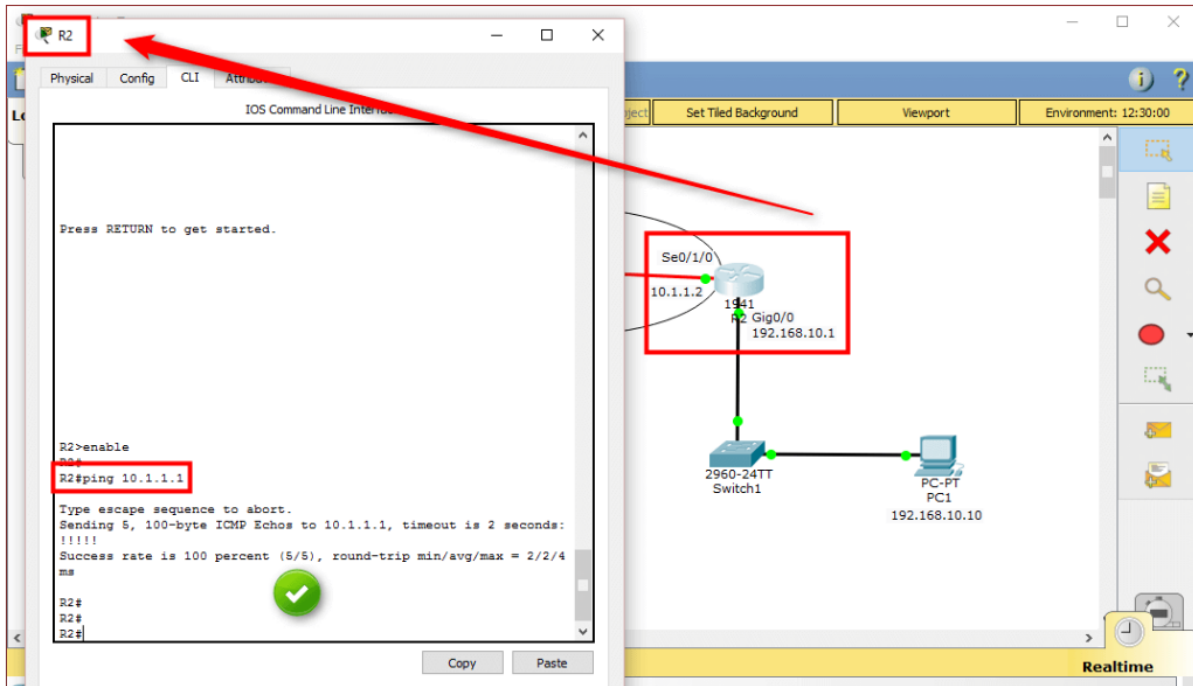 R2
Physical Config CLI
IOS Command Line
Set Tiled Background
Viewport
Environment: 12:30:00
Press RETURN to get started.
R2>enable
R2#
R2#ping 10.1.1.1
Type escape sequence to abort.
Sending 5, 100-byte ICMP Echos to 10.1.1.1, timeout is 2 seconds:
!!!!!
Success rate is 100 percent (5/5), round-trip min/avg/max = 2/2/4
ms
R2#
R2#
R2#
Copy
Paste
Se0/1/0
10.1.1.2
1941
R2 Gig0/0
192.168.10.1
2960-24TT
Switch1
PC-PT
PC1
192.168.10.10
Realtime